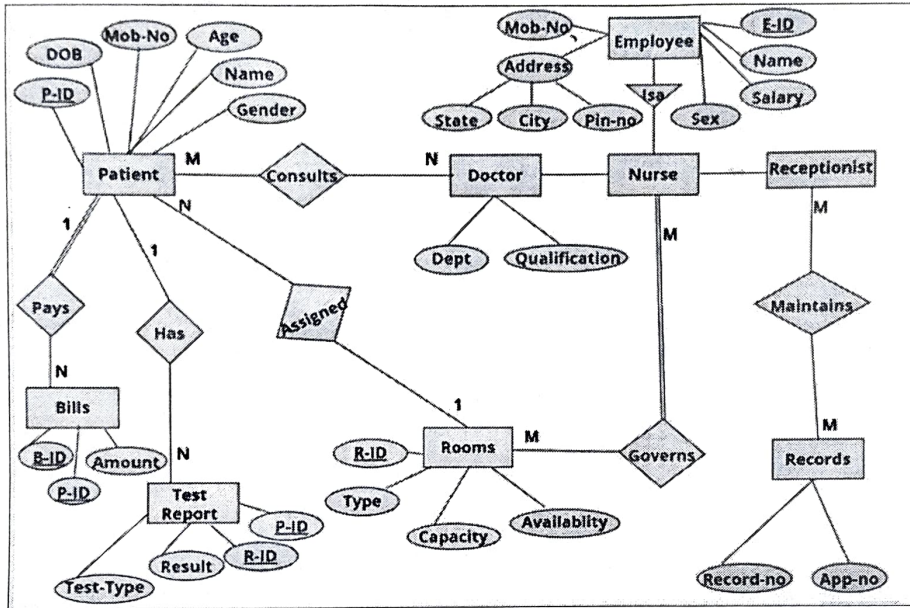 Mob-No
Age
DOB
Name
P-ID
Gender
Mob-No
Employee
E-ID
Address
Name
Isa
Salary
State
City
Pin-no
Sex
Patient
M
Consults
N
Doctor
Nurse
Receptionist
N
M
M
1
1
Dept
Qualification
Pays
Has
Assigned
Maintains
N
1
M
Bills
N
R-ID
Rooms
M
Governs
Records
B-ID
Amount
P-ID
Type
Capacity
Availablity
Test
Report
P-ID
R-ID
Result
Test-Type
Record-no
App-no